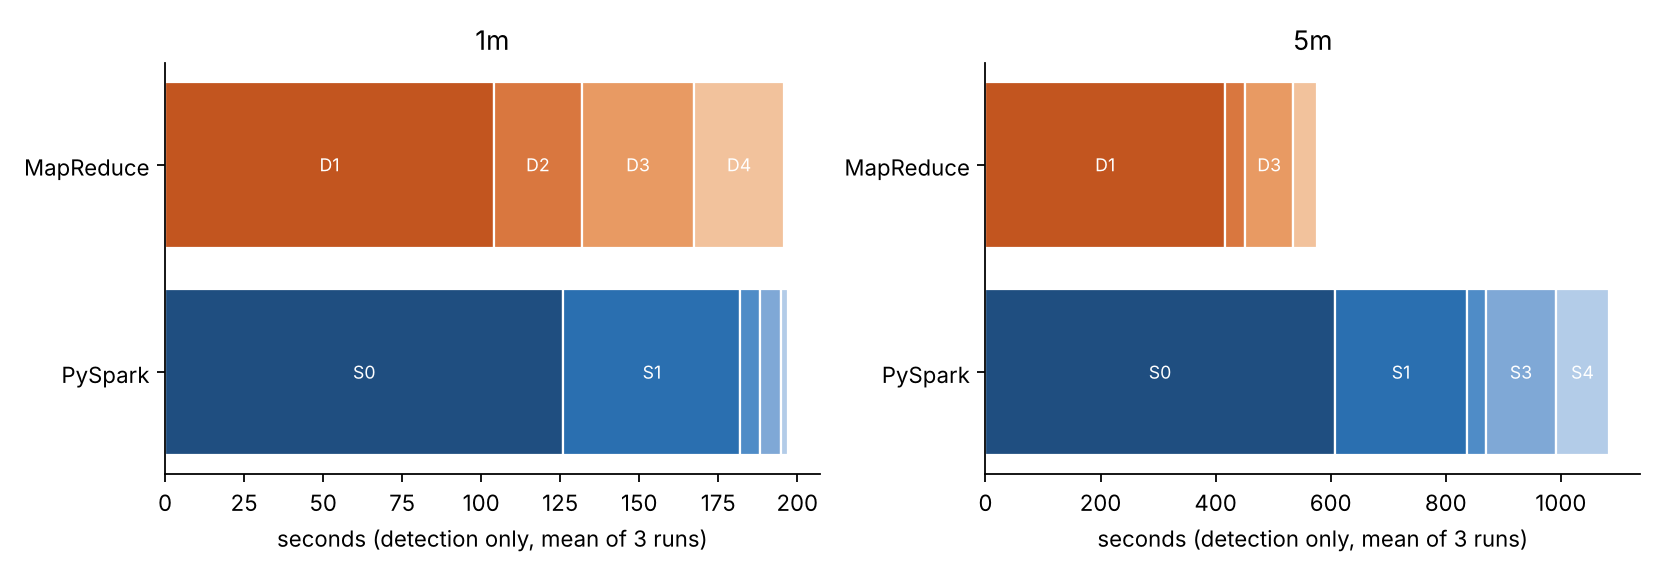 1m
MapReduce
D1
D2
D3
D4
PySpark
S0
S1
0 25 50 75 100 125 150 175 200
seconds (detection only, mean of 3 runs)
5m
MapReduce
D1
D3
PySpark
S0
S1
S3
S4
0 200 400 600 800 1000
seconds (detection only, mean of 3 runs)